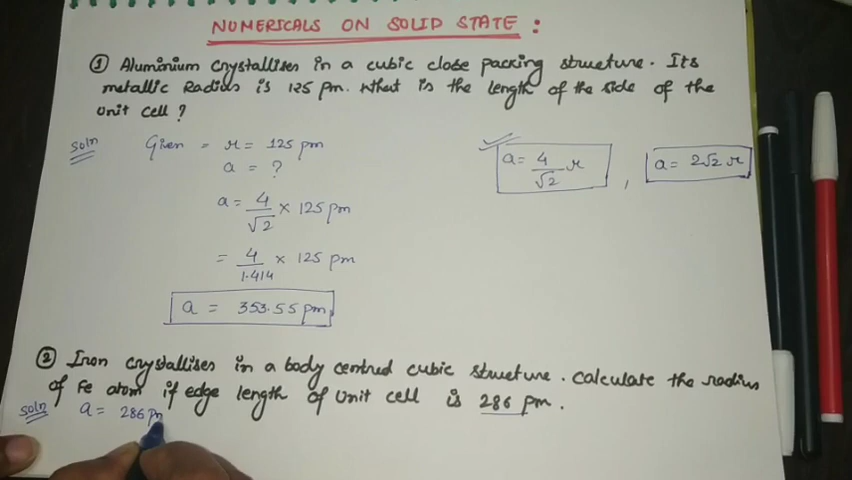 NUMERICALS ON SOLID STATE :
① Aluminium crystallises in a cubic close packing structure. Its
metallic Radius is 125 pm. What is the length of the side of the
Unit cell ?
Soln Given = r = 125 pm
a = ?
a = 4/√2 r , a = 2√2 r
a = 4/√2 × 125 pm
= 4/1.414 × 125 pm
a = 353.55 pm
② Iron crystallises in a body centred cubic structure. calculate the radius
of Fe atom if edge length of Unit cell is 286 pm.
Soln a = 286 pm